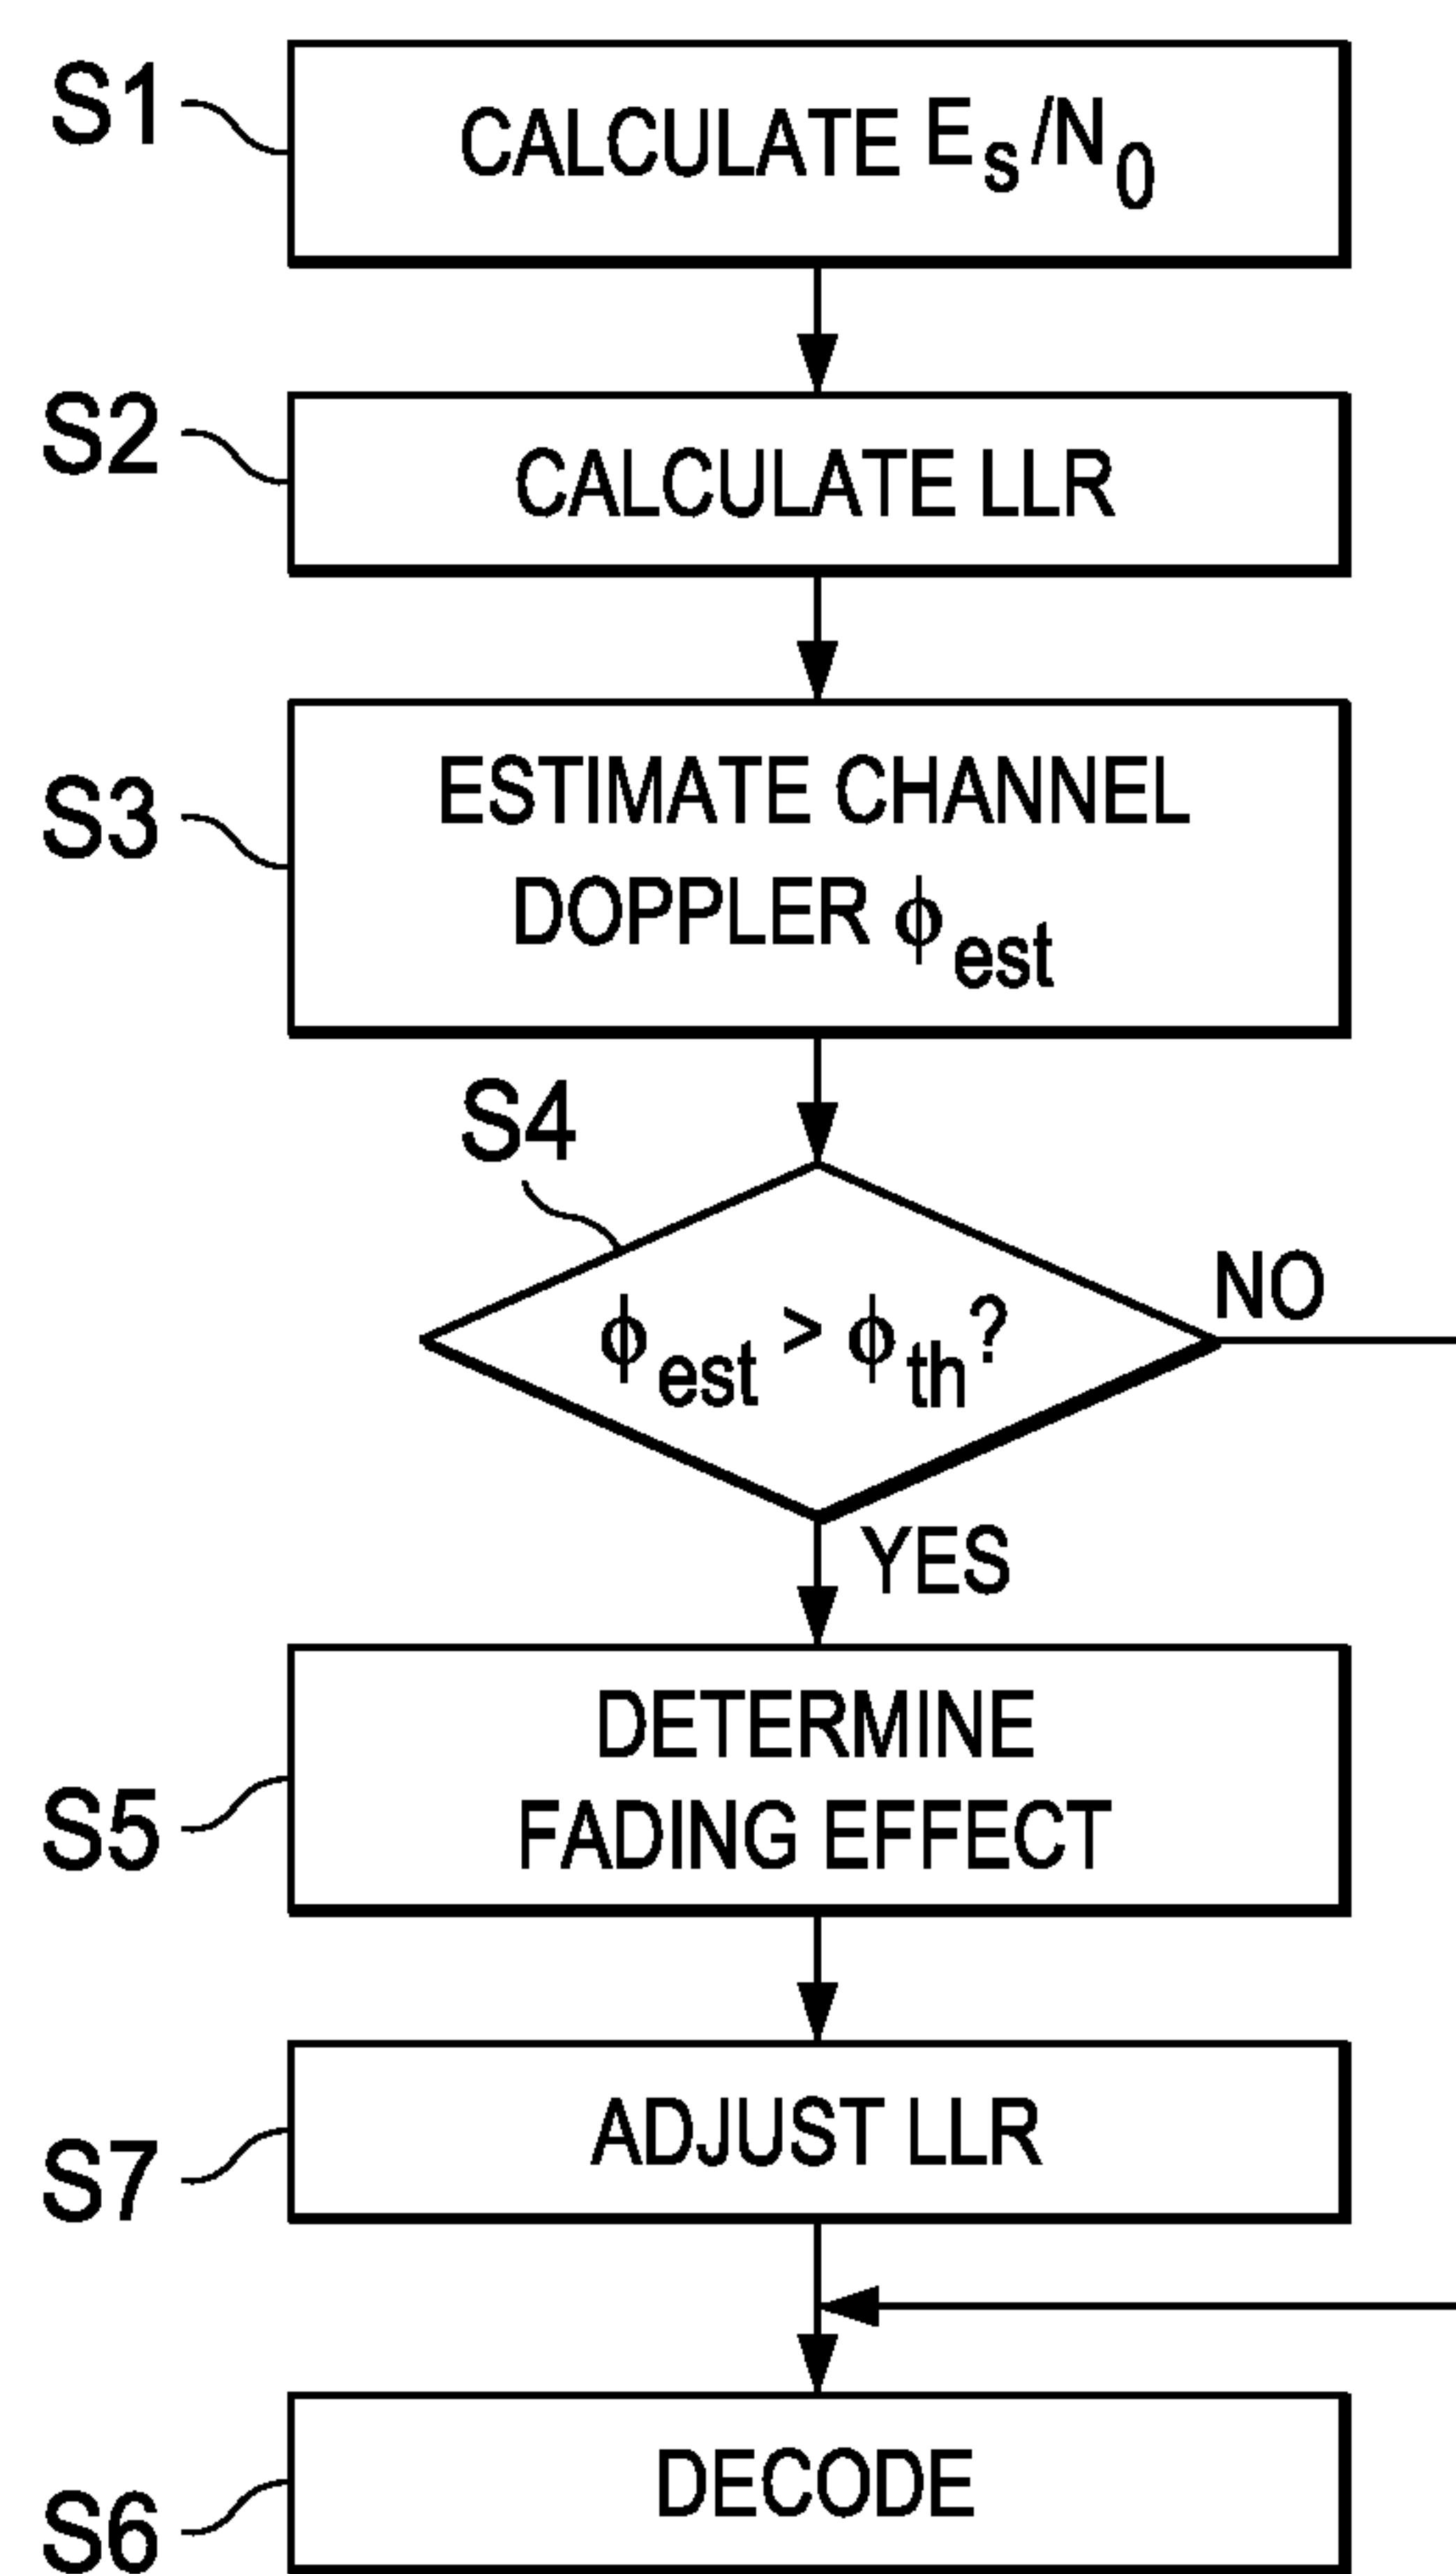 S1
CALCULATE Es/N0
S2
CALCULATE LLR
S3
ESTIMATE CHANNEL
DOPPLER ϕest
S4
ϕest > ϕth?
NO
YES
S5
DETERMINE
FADING EFFECT
S7
ADJUST LLR
S6
DECODE